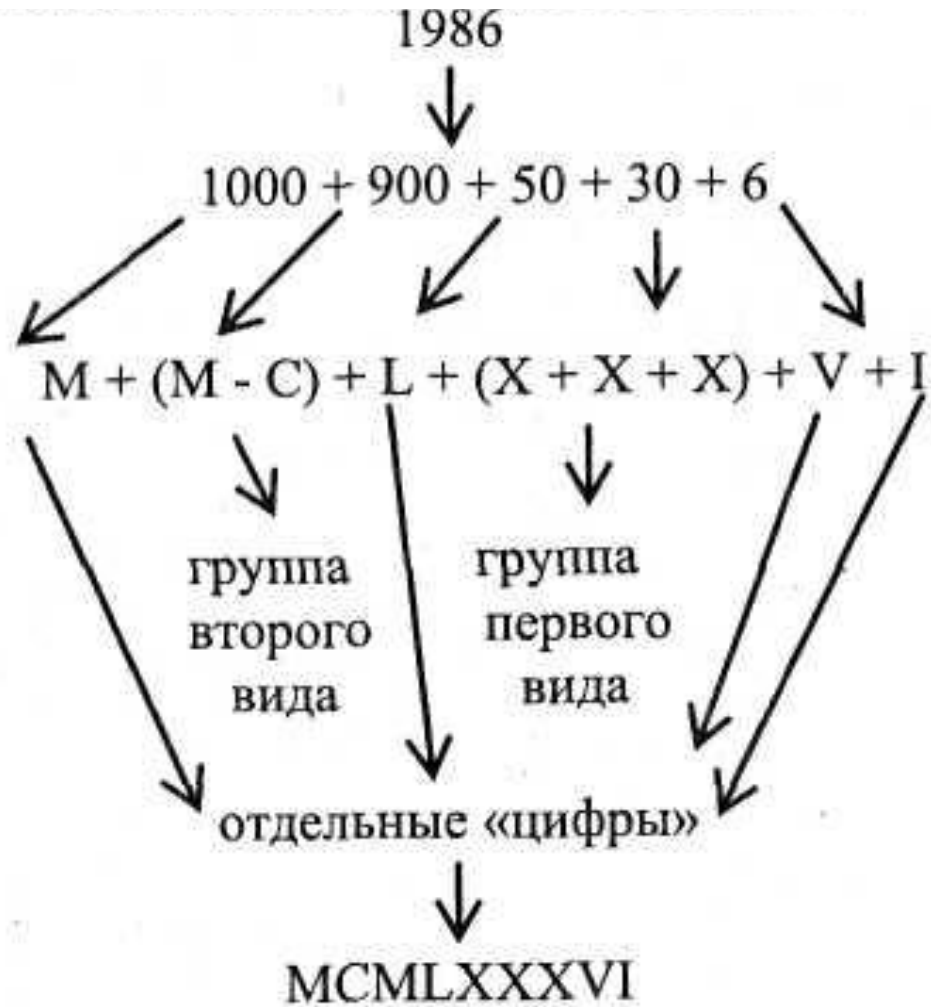 1986
1000 + 900 + 50 + 30 + 6
M + (M - C) + L + (X + X + X) + V + I
группа
второго
вида
группа
первого
вида
отдельные «цифры»
MCMLXXXVI